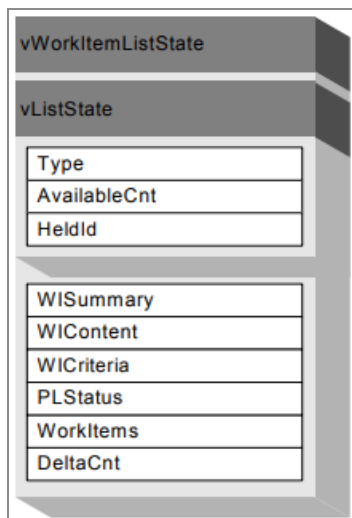 vWorkItemListState
vListState
Type
AvailableCnt
HeldId
WISummary
WIContent
WICriteria
PLStatus
WorkItems
DeltaCnt